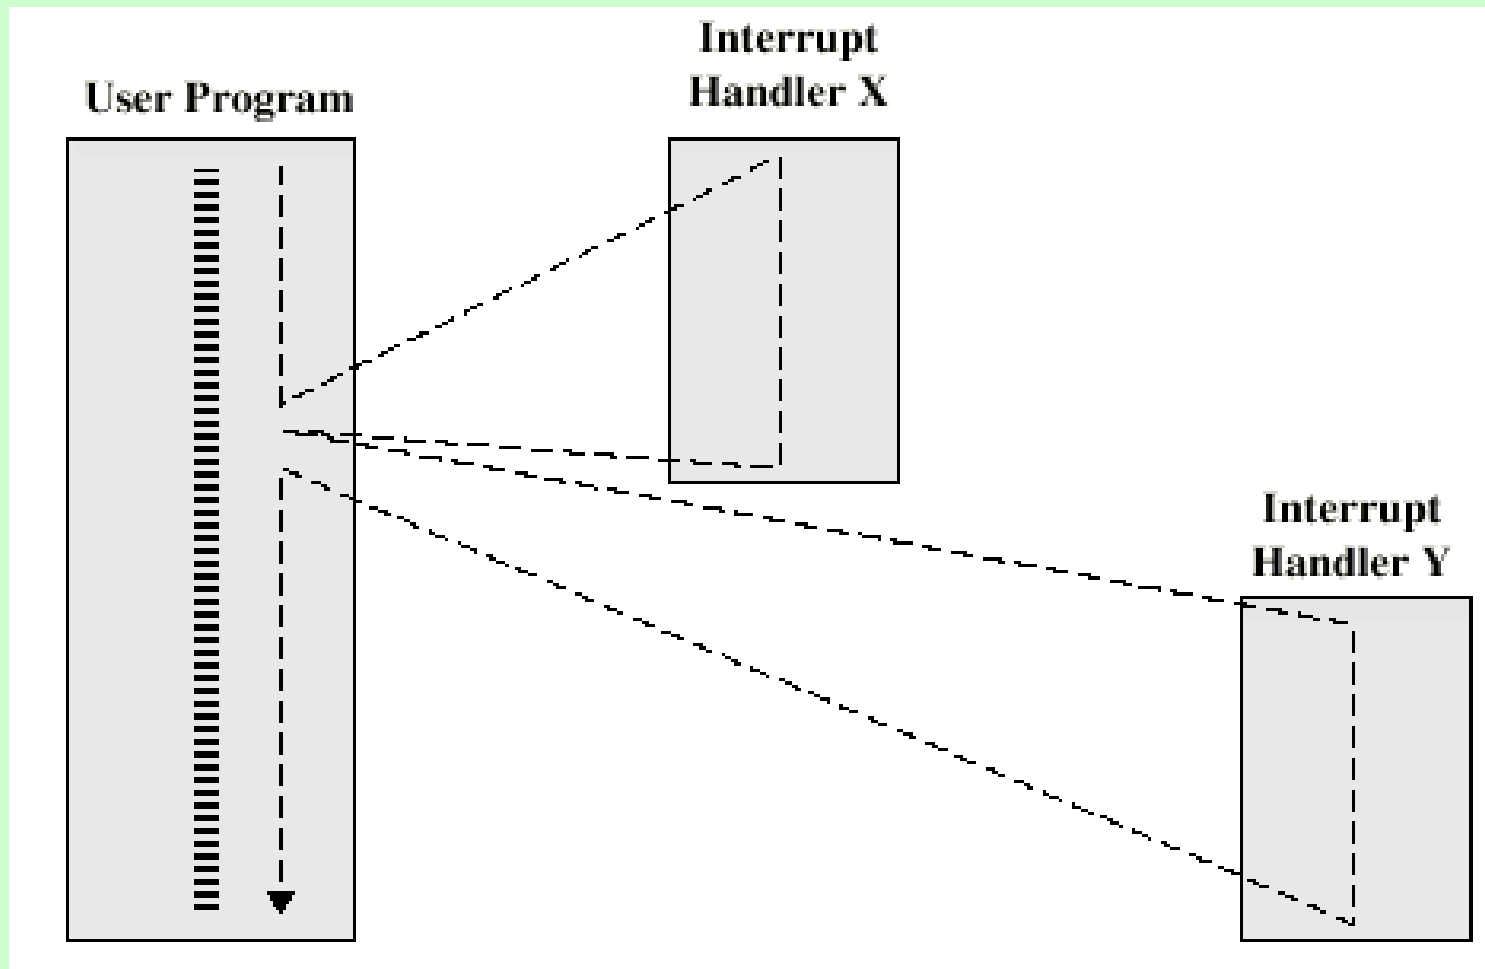 User Program
Interrupt
Handler X
Interrupt
Handler Y